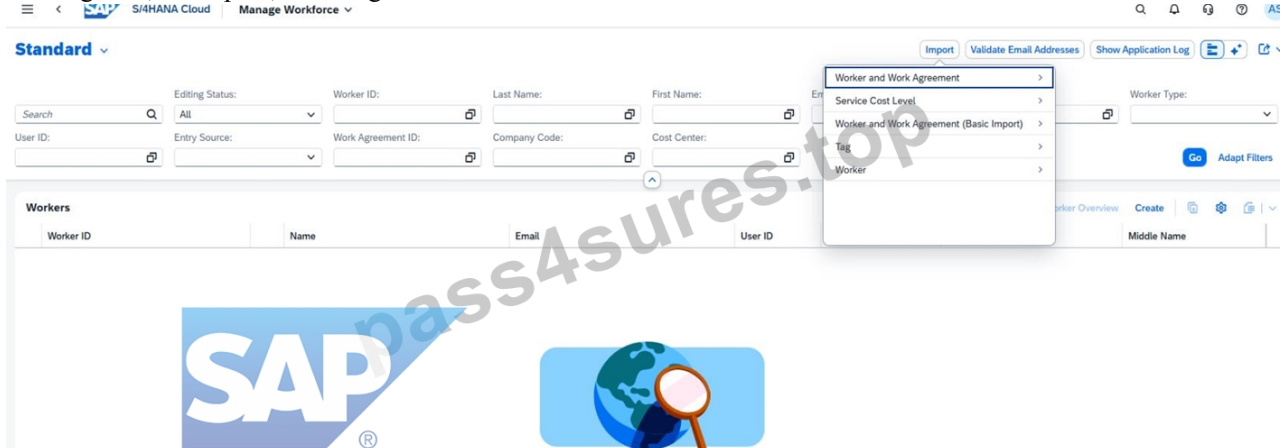 S/4HANA Cloud Manage Workforce
AS
Standard
Import Validate Email Addresses Show Application Log
Worker and Work Agreement
Service Cost Level
Worker and Work Agreement (Basic Import)
Tag
Worker
Editing Status: Worker ID: Last Name: First Name: Em Worker Type:
Search All
User ID: Entry Source: Work Agreement ID: Company Code: Cost Center:
Go Adapt Filters
Workers
orker Overview Create
Worker ID Name Email User ID Middle Name
pass4sures.top
SAP
®